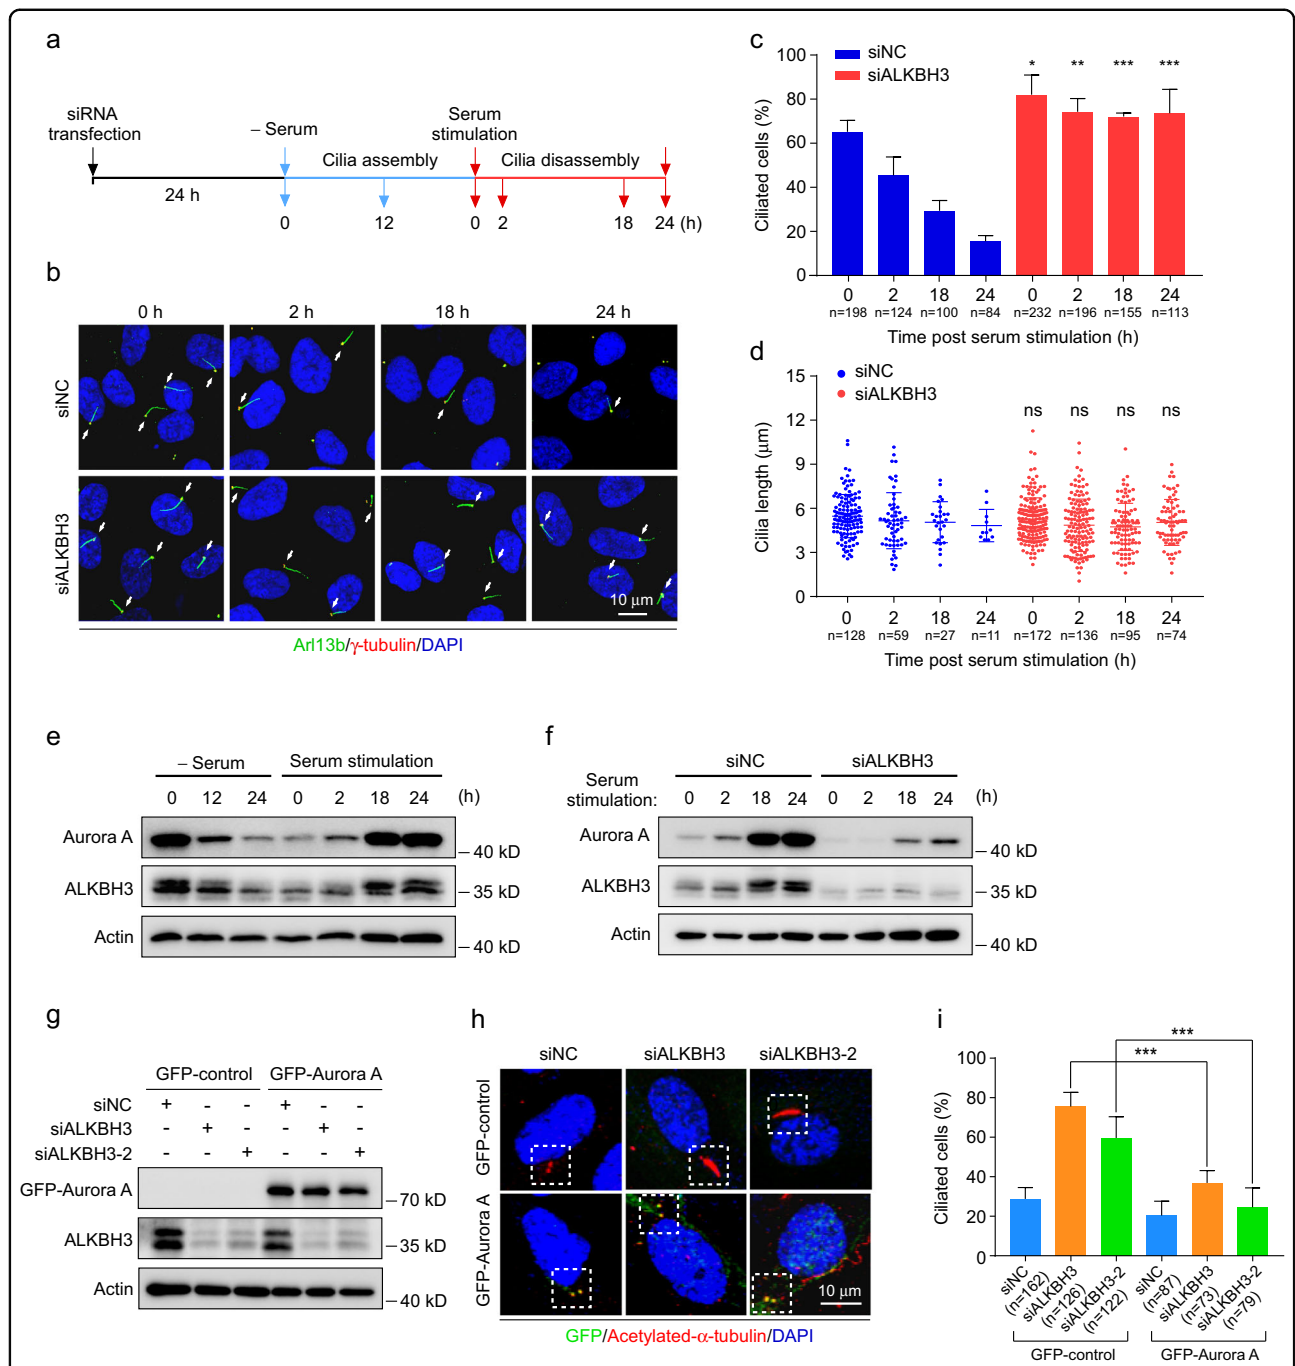 a
siRNA
transfection
– Serum
Serum
stimulation
Cilia assembly
Cilia disassembly
24 h
0 12 0 2 18 24 (h)
b
0 h 2 h 18 h 24 h
siNC
siALKBH3
10 μm
Arl13b/γ-tubulin/DAPI
c
siNC
siALKBH3
Ciliated cells (%)
100
80
60
40
20
0
* ** *** ***
0 2 18 24 0 2 18 24
n=198 n=124 n=100 n=84 n=232 n=196 n=155 n=113
Time post serum stimulation (h)
d
siNC
siALKBH3
Cilia length (μm)
15
12
9
6
3
0
ns ns ns ns
0 2 18 24 0 2 18 24
n=128 n=59 n=27 n=11 n=172 n=136 n=95 n=74
Time post serum stimulation (h)
e
– Serum Serum stimulation
0 12 24 0 2 18 24 (h)
Aurora A – 40 kD
ALKBH3 – 35 kD
Actin – 40 kD
f
siNC siALKBH3
Serum
stimulation: 0 2 18 24 0 2 18 24 (h)
Aurora A – 40 kD
ALKBH3 – 35 kD
Actin – 40 kD
g
GFP-control GFP-Aurora A
siNC + - - + - -
siALKBH3 - + - - + -
siALKBH3-2 - - + - - +
GFP-Aurora A – 70 kD
ALKBH3 – 35 kD
Actin – 40 kD
h
siNC siALKBH3 siALKBH3-2
GFP-control
GFP-Aurora A
10 μm
GFP/Acetylated-α-tubulin/DAPI
i
***
***
Ciliated cells (%)
100
80
60
40
20
0
siNC
(n=162)
siALKBH3
(n=126)
siALKBH3-2
(n=122)
siNC
(n=87)
siALKBH3
(n=73)
siALKBH3-2
(n=79)
GFP-control GFP-Aurora A